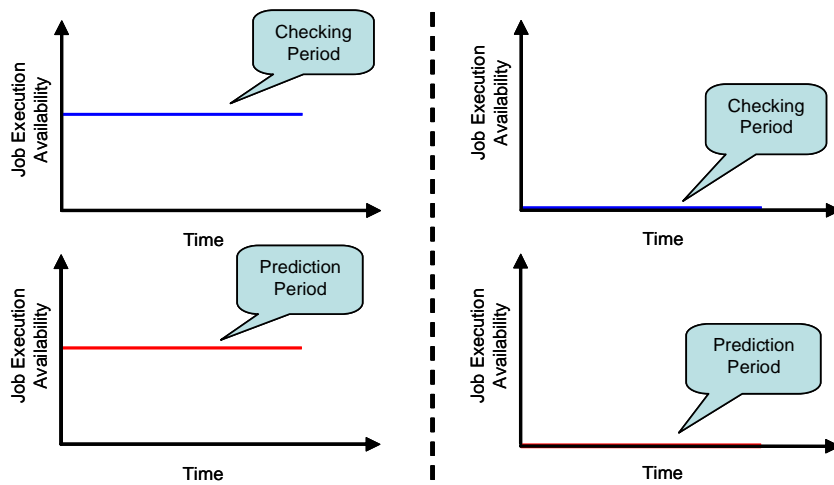 Checking
Period
Job Execution
Availability
Time
Prediction
Period
Job Execution
Availability
Time
Checking
Period
Job Execution
Availability
Time
Prediction
Period
Job Execution
Availability
Time